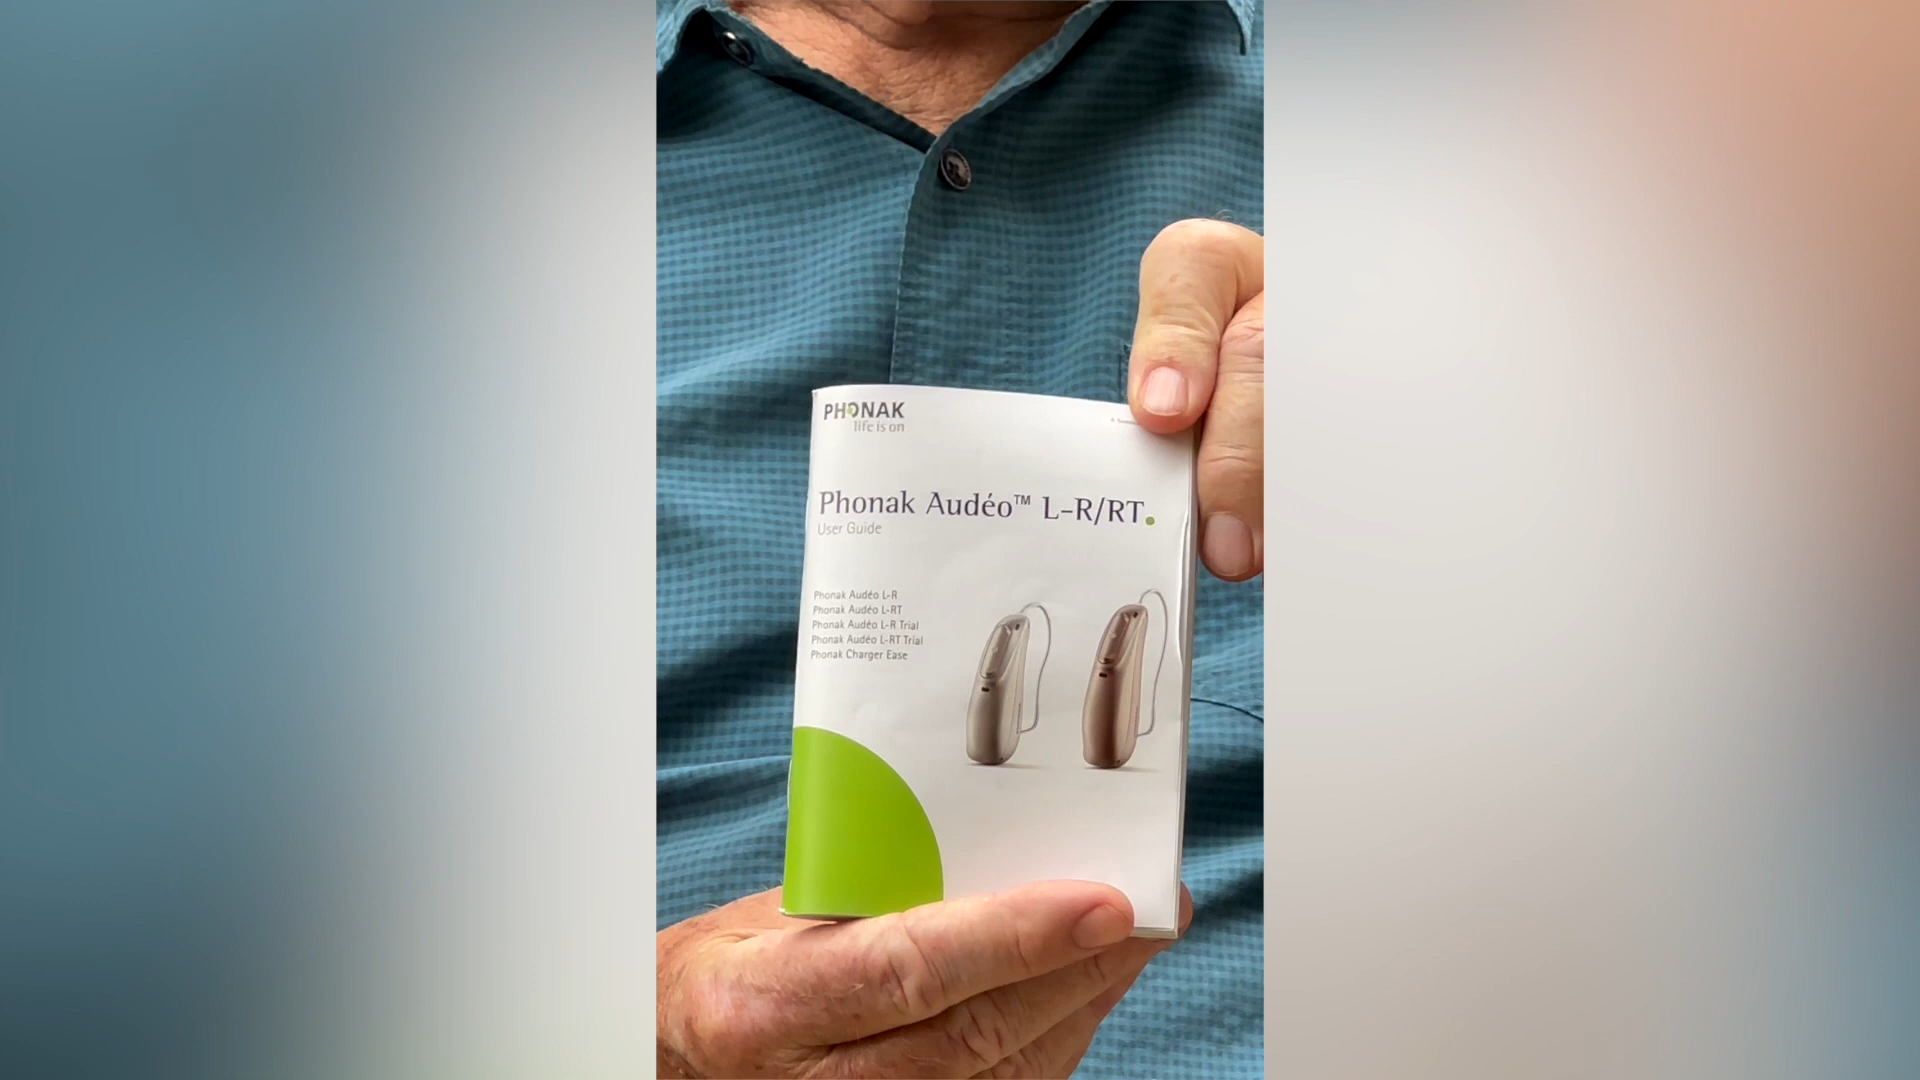 PHONAK
life is on
Phonak Audéo™ L-R/RT.
User Guide
Phonak Audéo L-R
Phonak Audéo L-RT
Phonak Audéo L-R Trial
Phonak Audéo L-RT Trial
Phonak Charger Ease